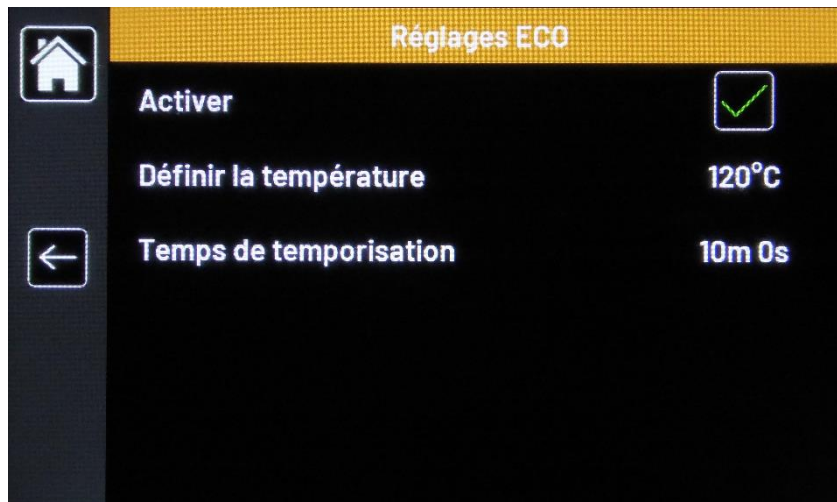 Réglages ECO
Activer
Définir la température 120°C
Temps de temporisation 10m 0s